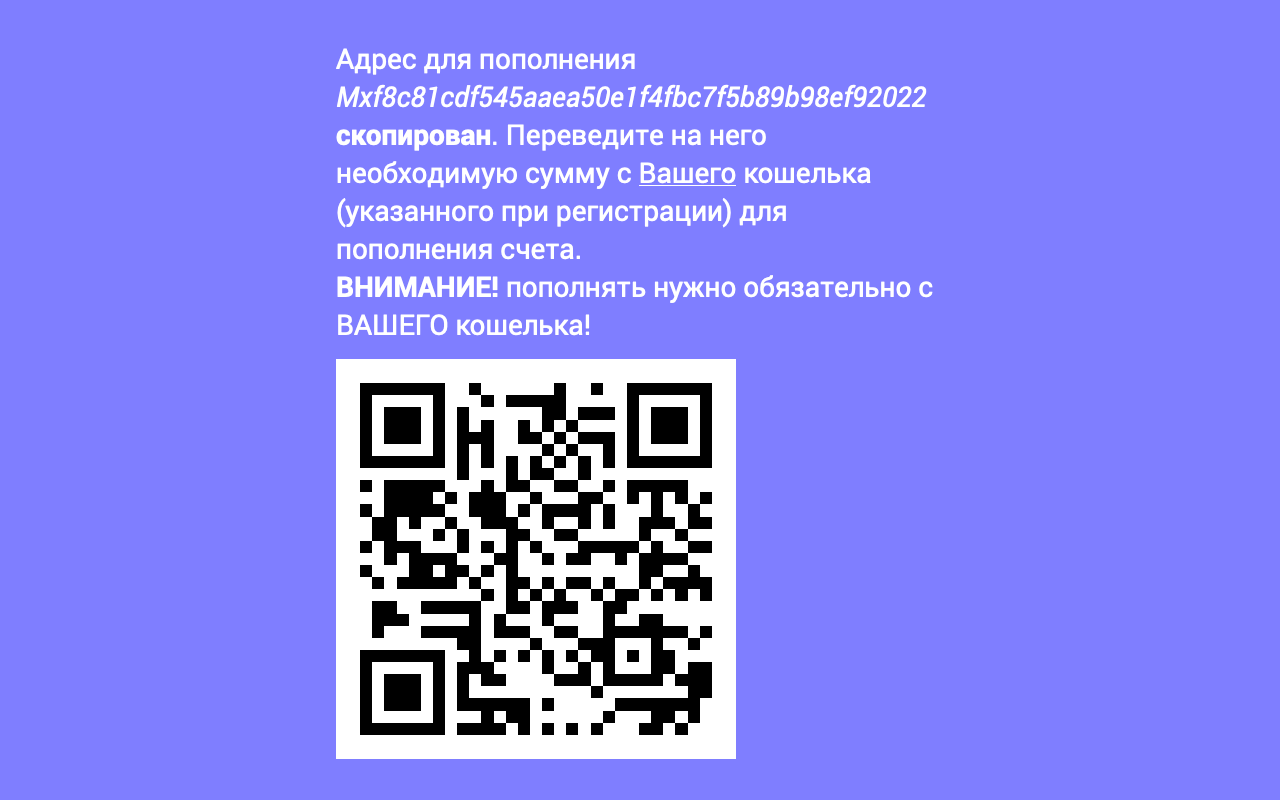 Адрес для пополнения
Mxf8c81cdf545aaea50e1f4fbc7f5b89b98ef92022
скопирован. Переведите на него
необходимую сумму с Вашего кошелька
(указанного при регистрации) для
пополнения счета.
ВНИМАНИЕ! пополнять нужно обязательно с
ВАШЕГО кошелька!